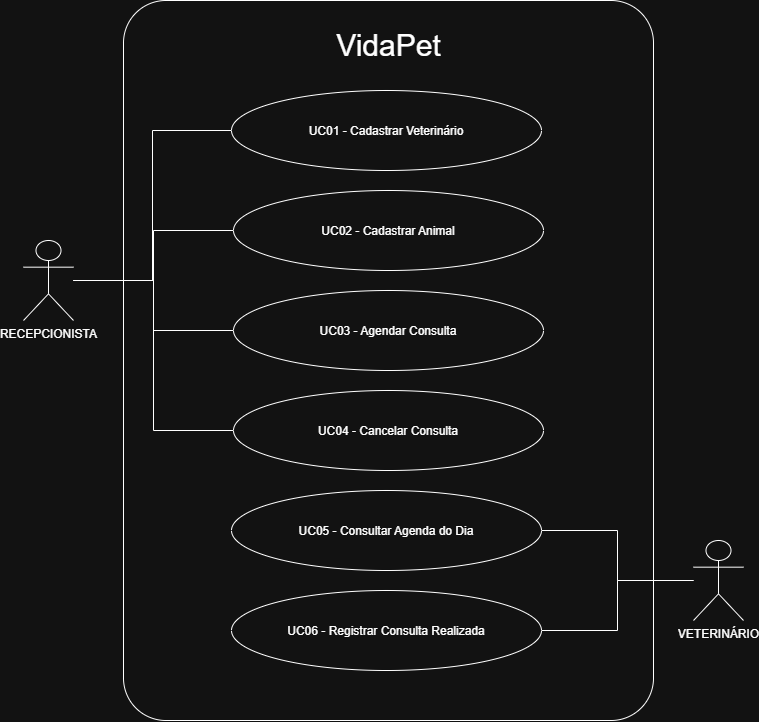 VidaPet
UC01 - Cadastrar Veterinário
UC02 - Cadastrar Animal
UC03 - Agendar Consulta
RECEPCIONISTA
UC04 - Cancelar Consulta
UC05 - Consultar Agenda do Dia
UC06 - Registrar Consulta Realizada
VETERINÁRIO